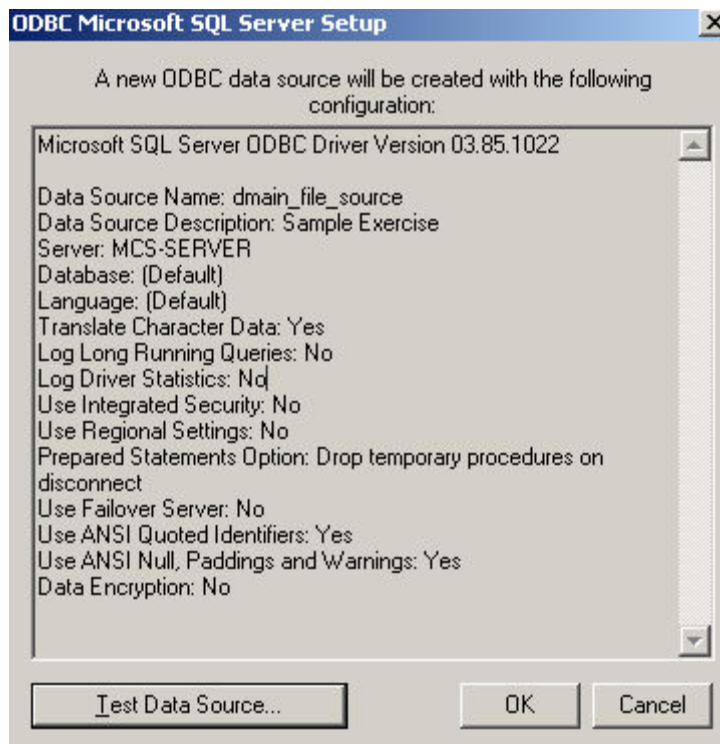 ODBC Microsoft SQL Server Setup
A new ODBC data source will be created with the following
configuration:
Microsoft SQL Server ODBC Driver Version 03.85.1022
Data Source Name: dmain_file_source
Data Source Description: Sample Exercise
Server: MCS-SERVER
Database: (Default)
Language: (Default)
Translate Character Data: Yes
Log Long Running Queries: No
Log Driver Statistics: No
Use Integrated Security: No
Use Regional Settings: No
Prepared Statements Option: Drop temporary procedures on
disconnect
Use Failover Server: No
Use ANSI Quoted Identifiers: Yes
Use ANSI Null, Paddings and Warnings: Yes
Data Encryption: No
Test Data Source... OK Cancel